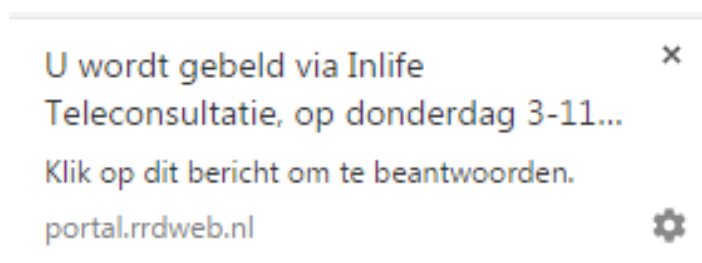 U wordt gebeld via Inlife
Teleconsultatie, op donderdag 3-11...
Klik op dit bericht om te beantwoorden.
portal.rrdweb.nl